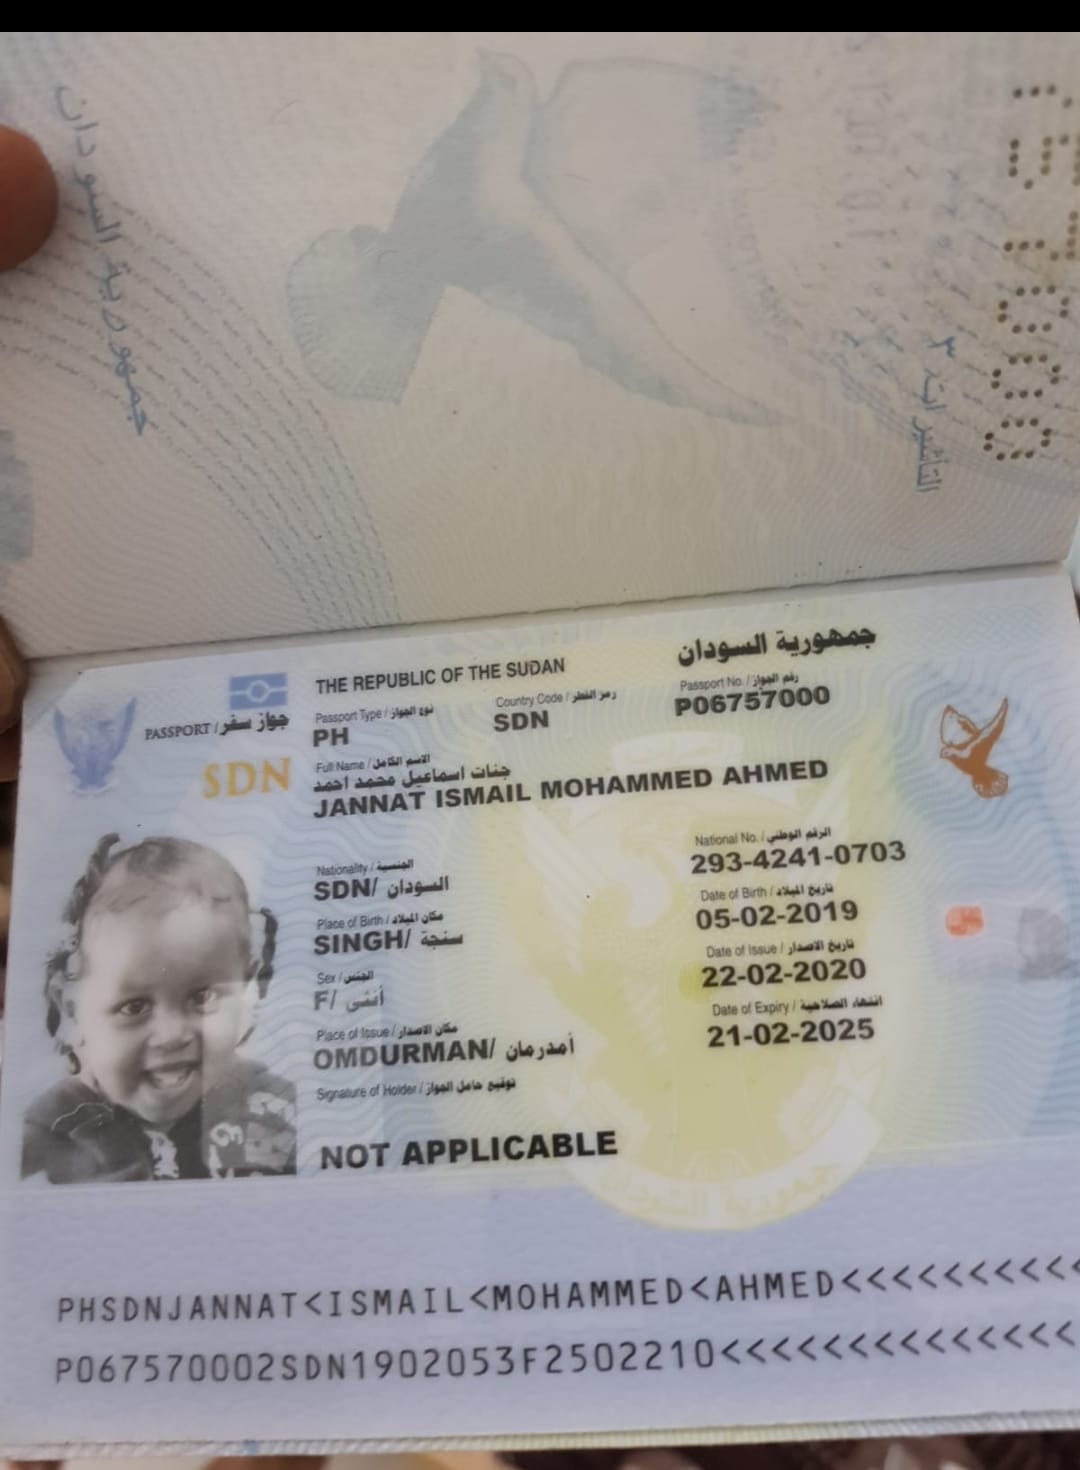 جمهورية السودان
التأشيرات ٣
THE REPUBLIC OF THE SUDAN
جمهورية السودان
PASSPORT / جواز سفر
Passport Type / نوع الجواز
Country Code / رمز القطر
Passport No. / رقم الجواز
PH
SDN
P06757000
SDN
Full Name / الاسم الكامل
جنات اسماعيل محمد احمد
JANNAT ISMAIL MOHAMMED AHMED
National No. / الرقم الوطني
293-4241-0703
Nationality / الجنسية
SDN/ السودان
Date of Birth / تاريخ الميلاد
05-02-2019
Place of Birth / مكان الميلاد
SINGH/ سنجة
Date of Issue / تاريخ الاصدار
22-02-2020
Sex / الجنس
F/ أنثى
Date of Expiry / انتهاء الصلاحية
21-02-2025
Place of Issue / مكان الاصدار
OMDURMAN/ أمدرمان
Signature of Holder / توقيع حامل الجواز
NOT APPLICABLE
جمهورية السودان
PHSDNJANNAT<ISMAIL<MOHAMMED<AHMED<<<<<<<<<<
P067570002SDN1902053F2502210<<<<<<<<<<<<<<<